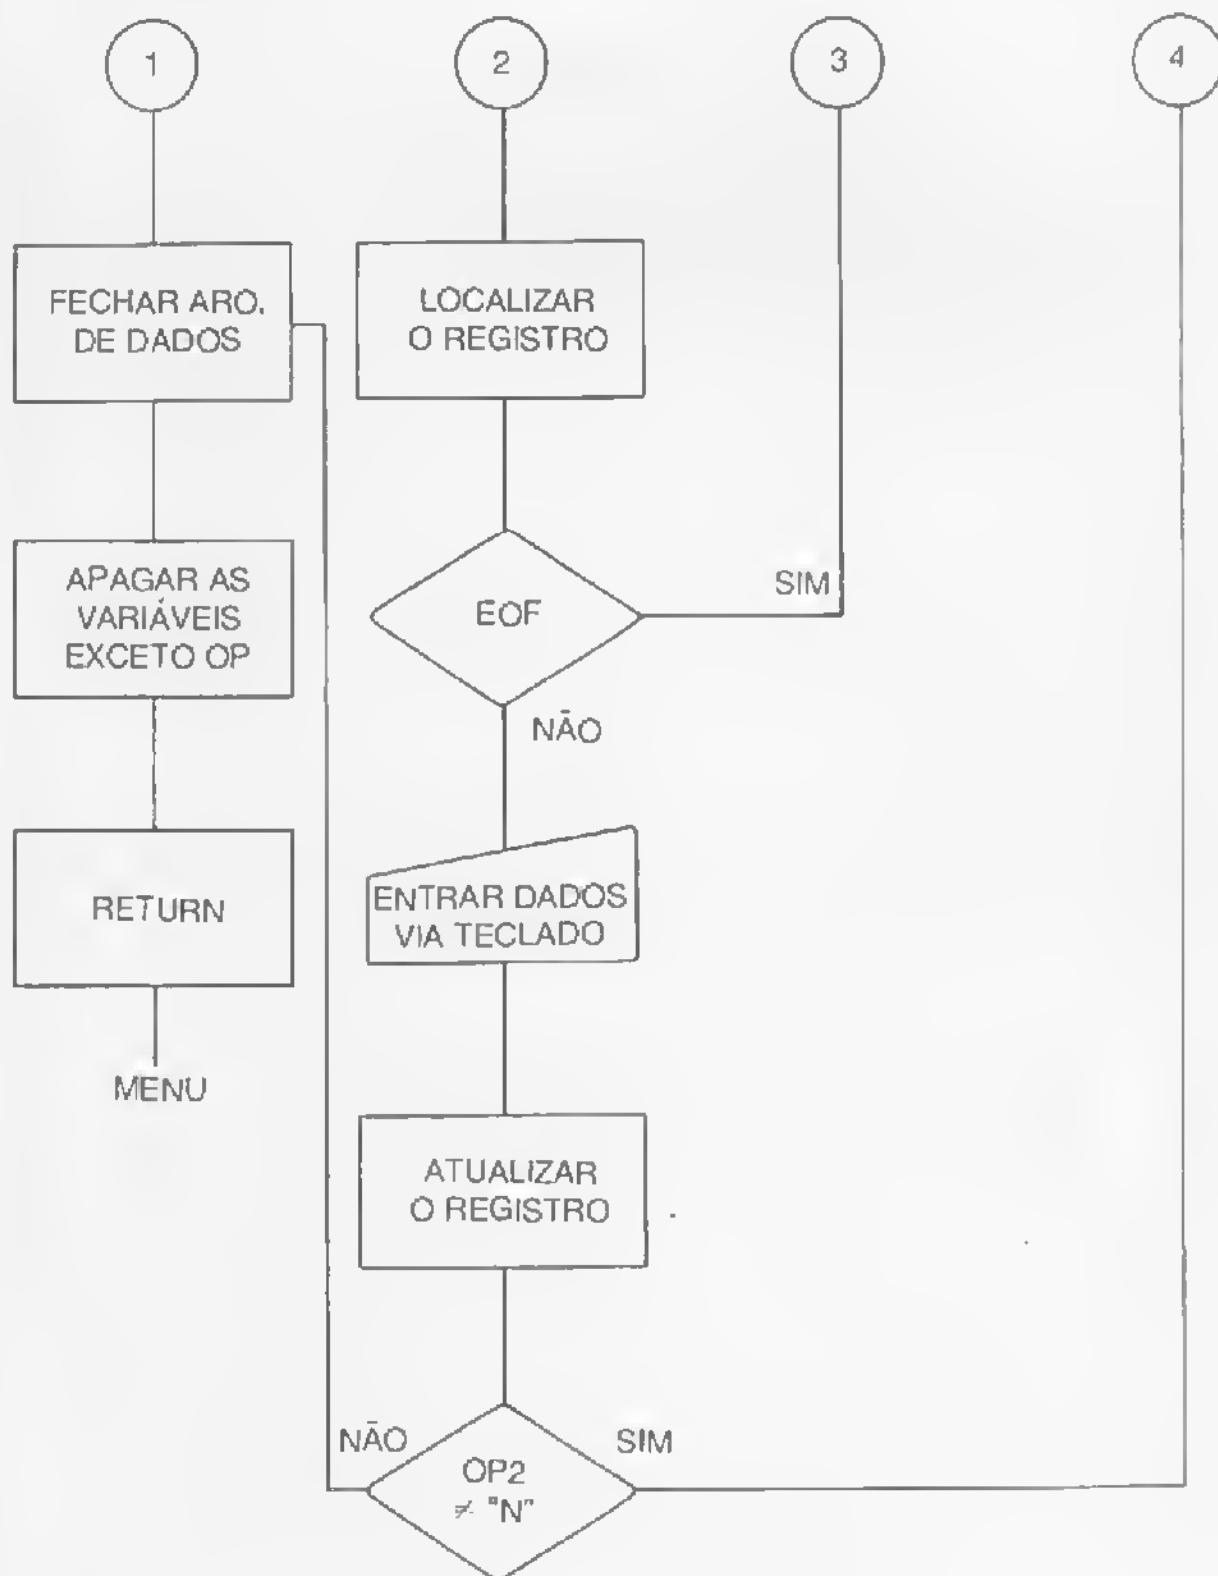 1
2
3
4
FECHAR ARO.
DE DADOS
LOCALIZAR
O REGISTRO
APAGAR AS
VARIÁVEIS
EXCETO OP
EOF
SIM
NÃO
RETURN
ENTRAR DADOS
VIA TECLADO
MENU
ATUALIZAR
O REGISTRO
NÃO
SIM
OP2
≠ "N"